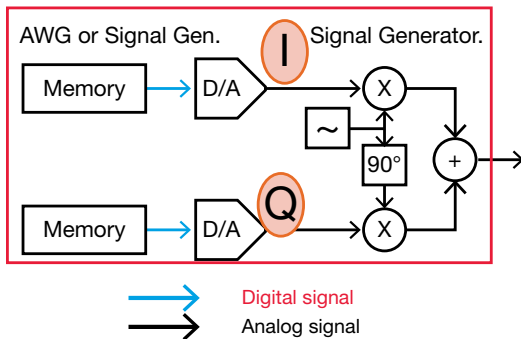 AWG or Signal Gen.
I
Signal Generator.
Memory
D/A
X
~
90°
+
Memory
D/A
Q
X
Digital signal
Analog signal